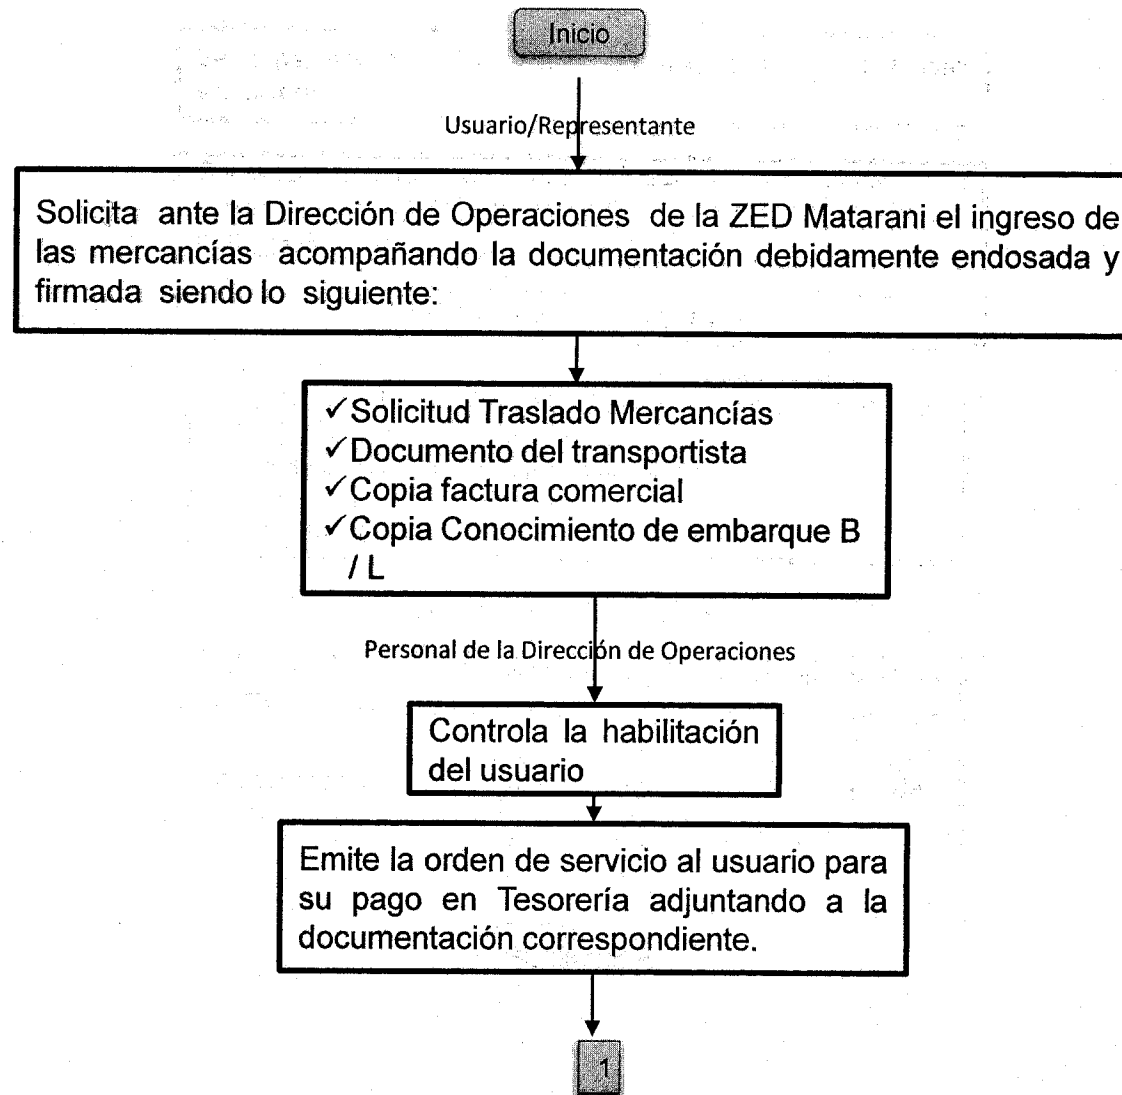 Inicio
Usuario/Representante
Solicita ante la Dirección de Operaciones de la ZED Matarani el ingreso de
las mercancías acompañando la documentación debidamente endosada y
firmada siendo lo siguiente:
✓Solicitud Traslado Mercancías
✓Documento del transportista
✓Copia factura comercial
✓Copia Conocimiento de embarque B
/ L
Personal de la Dirección de Operaciones
Controla la habilitación
del usuario
Emite la orden de servicio al usuario para
su pago en Tesorería adjuntando a la
documentación correspondiente.
1